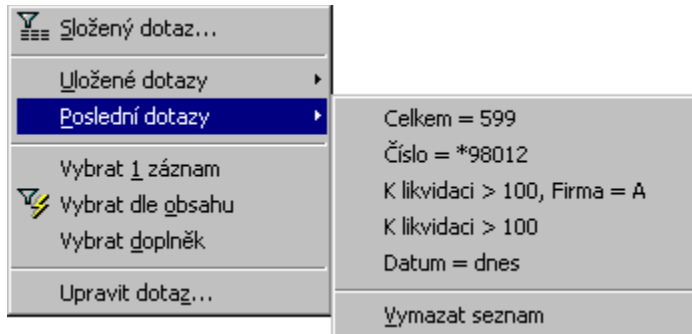 Složený dotaz...
Uložené dotazy
Poslední dotazy
Vybrat 1 záznam
Vybrat dle obsahu
Vybrat doplněk
Upravit dotaz...
Celkem = 599
Číslo = *98012
K likvidaci > 100, Firma = A
K likvidaci > 100
Datum = dnes
Vymazat seznam